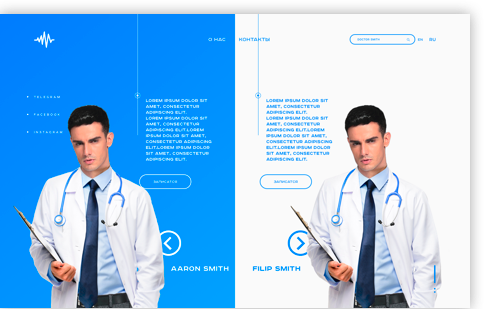 О НАС
КОНТАКТЫ
DOCTOR SMITH
EN
RU
TELEGRAM
FACEBOOK
INSTAGRAM
LOREM IPSUM DOLOR SIT
AMET, CONSECTETUR
ADIPISCING ELIT.
LOREM IPSUM DOLOR SIT
AMET, CONSECTETUR
ADIPISCING ELIT.LOREM
IPSUM DOLOR SIT AMET,
CONSECTETUR ADIPISCING
ELIT.LOREM IPSUM DOLOR
SIT AMET, CONSECTETUR
ADIPISCING ELIT.
LOREM IPSUM DOLOR SIT
AMET, CONSECTETUR
ADIPISCING ELIT.
LOREM IPSUM DOLOR SIT
AMET, CONSECTETUR
ADIPISCING ELIT.LOREM
IPSUM DOLOR SIT AMET,
CONSECTETUR ADIPISCING
ELIT.LOREM IPSUM DOLOR
SIT AMET, CONSECTETUR
ADIPISCING ELIT.
AARON SMITH
FILIP SMITH